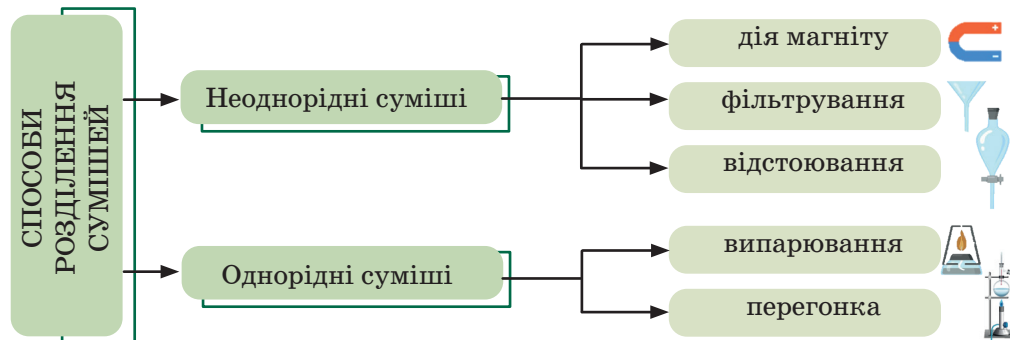 СПОСОБИ
РОЗДІЛЕННЯ
СУМІШЕЙ
Неоднорідні суміші
дія магніту
фільтрування
відстоювання
Однорідні суміші
випарювання
перегонка